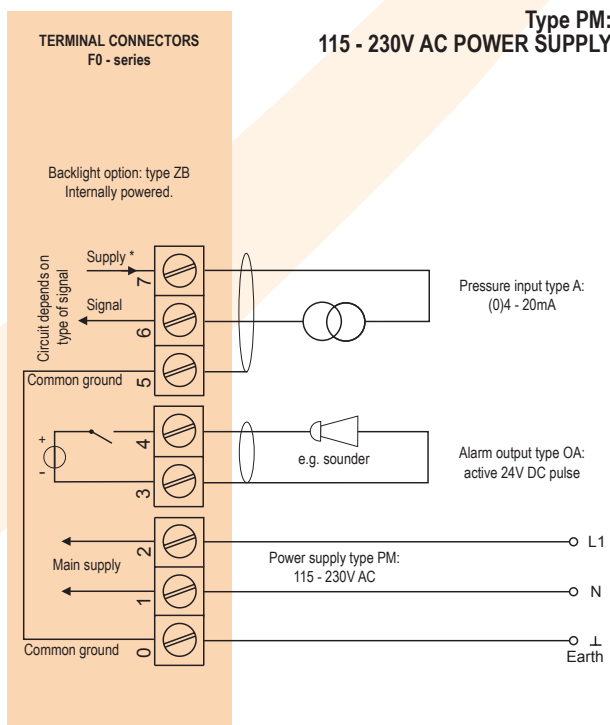 Type PM:
115 - 230V AC POWER SUPPLY
TERMINAL CONNECTORS
F0 - series
Backlight option: type ZB
Internally powered.
Circuit depends on
type of signal
Supply *
7
Signal
6
Common ground
5
Pressure input type A:
(0)4 - 20mA
+
-
4
3
e.g. sounder
Alarm output type OA:
active 24V DC pulse
2
Main supply
1
Power supply type PM:
115 - 230V AC
L1
N
Common ground
0
⊥
Earth